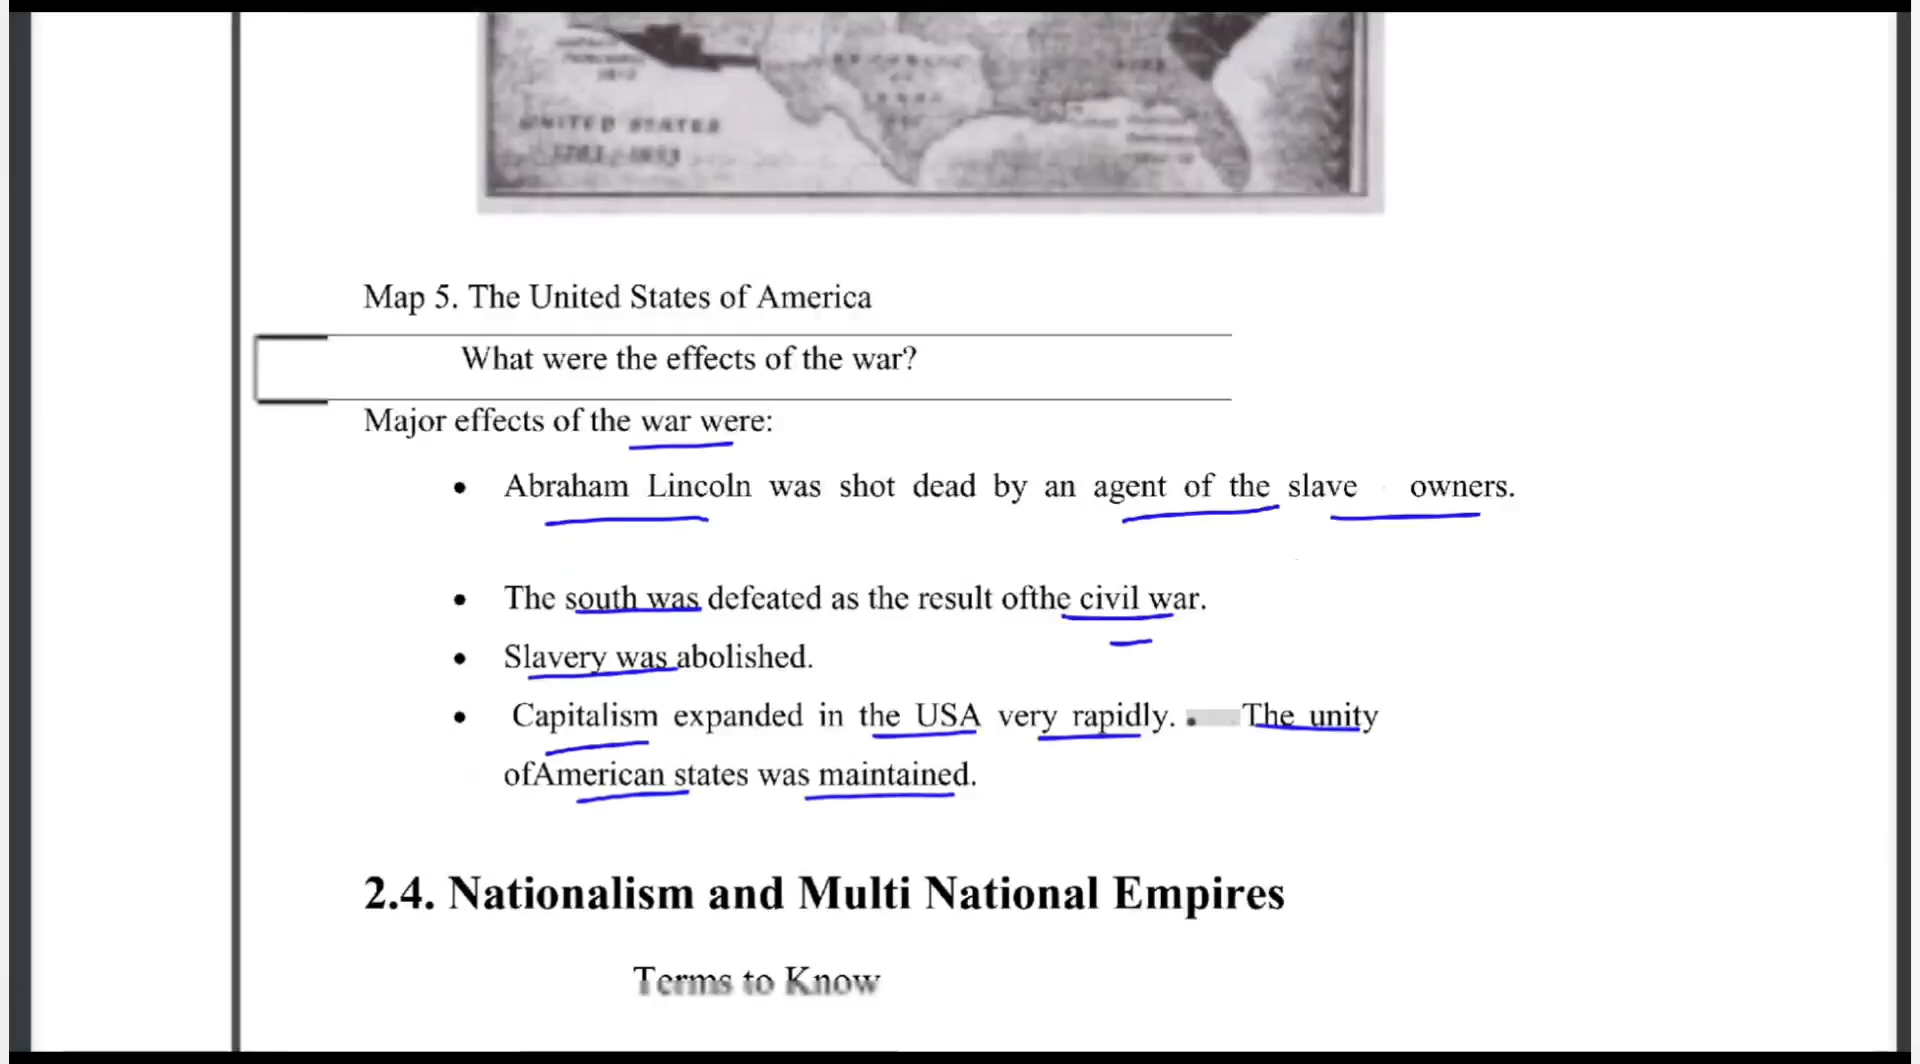 UNITED STATES
Map 5. The United States of America
What were the effects of the war?
Major effects of the war were:
• Abraham Lincoln was shot dead by an agent of the slave owners.
• The south was defeated as the result ofthe civil war.
• Slavery was abolished.
• Capitalism expanded in the USA very rapidly. • The unity
ofAmerican states was maintained.
2.4. Nationalism and Multi National Empires
Terms to Know